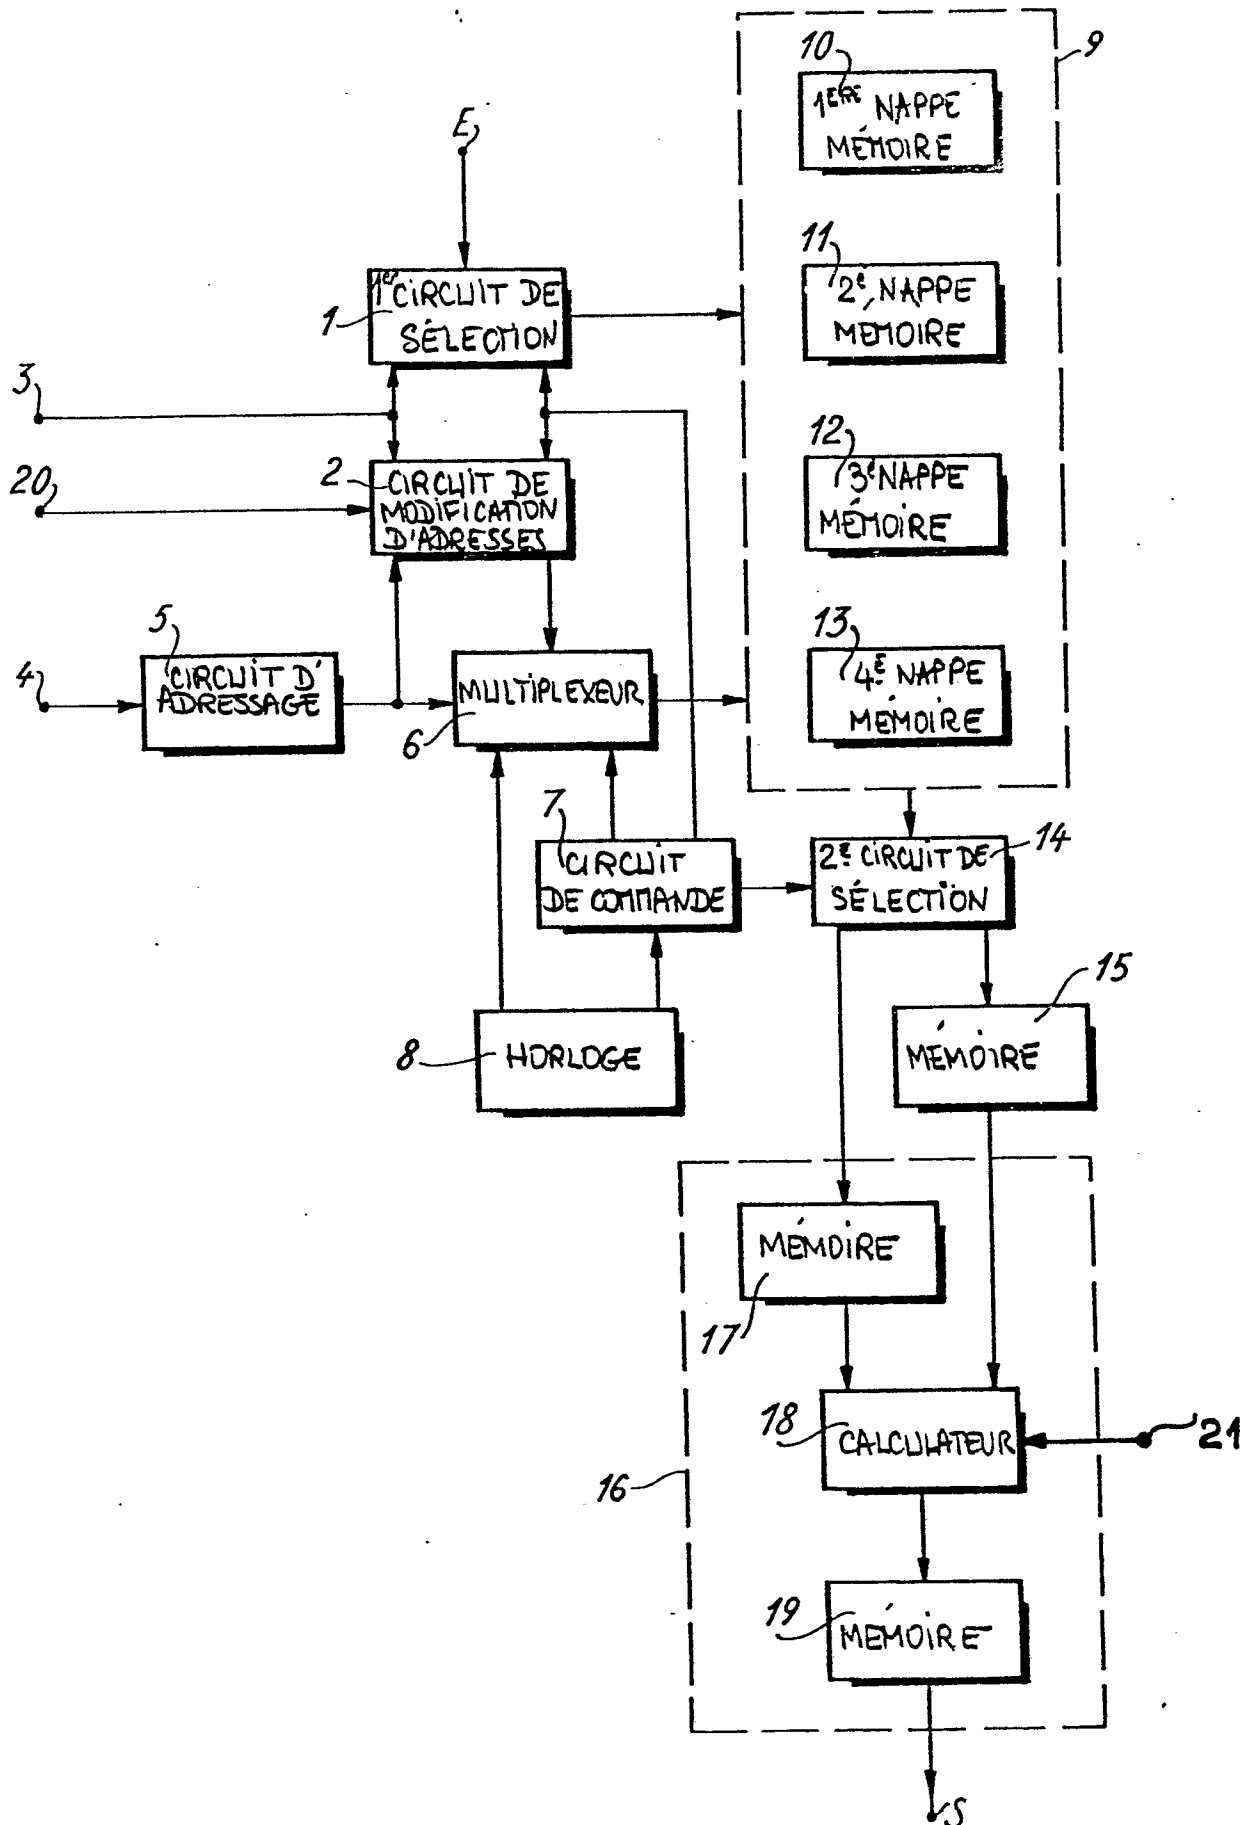 10
9
1ERE NAPPE
MÉMOIRE
E
11
2e NAPPE
MÉMOIRE
1er CIRCUIT DE
SÉLECTION
1
3
12
3e NAPPE
MÉMOIRE
20
2
CIRCUIT DE
MODIFICATION
D'ADRESSES
13
4E NAPPE
MÉMOIRE
5
4
CIRCUIT D'
ADRESSAGE
MULTIPLEXEUR
6
7
CIRCUIT
DE COMMANDE
2E CIRCUIT DE
SÉLECTION
14
15
8
HORLOGE
MÉMOIRE
MÉMOIRE
17
18
CALCULATEUR
21
16
19
MÉMOIRE
S